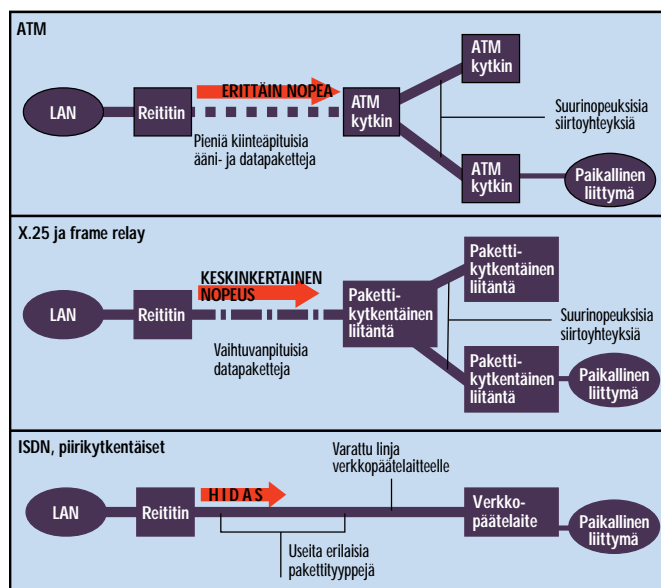 ATM
LAN
Reititin
ERITTÄIN NOPEA
Pieniä kiinteäpituisia
ääni- ja datapaketteja
ATM
kytkin
ATM
kytkin
Suurinopeuksisia
siirtoyhteyksiä
ATM
kytkin
Paikallinen
liittymä
X.25 ja frame relay
LAN
Reititin
KESKINKERTAINEN
NOPEUS
Vaihtuvanpituisia
datapaketteja
Paketti-
kytkentäinen
liitäntä
Paketti-
kytkentäinen
liitäntä
Suurinopeuksisia
siirtoyhteyksiä
Paketti-
kytkentäinen
liitäntä
Paikallinen
liittymä
ISDN, piirikytkentäiset
LAN
Reititin
HIDAS
Varattu linja
verkkopäätelaitteelle
Useita erilaisia
pakettityyppejä
Verkko-
päätelaite
Paikallinen
liittymä